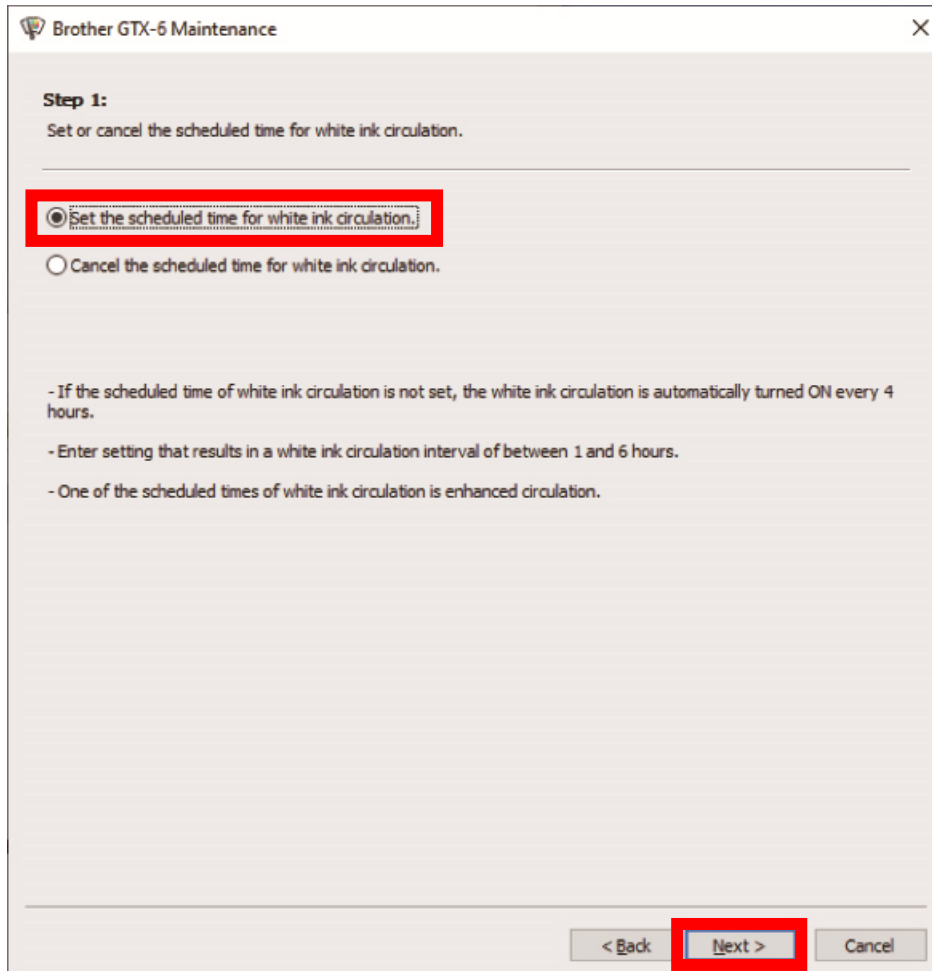 Brother GTX-6 Maintenance
Step 1:
Set or cancel the scheduled time for white ink circulation.
Set the scheduled time for white ink circulation.
Cancel the scheduled time for white ink circulation.
- If the scheduled time of white ink circulation is not set, the white ink circulation is automatically turned ON every 4
hours.
- Enter setting that results in a white ink circulation interval of between 1 and 6 hours.
- One of the scheduled times of white ink circulation is enhanced circulation.
< Back Next > Cancel